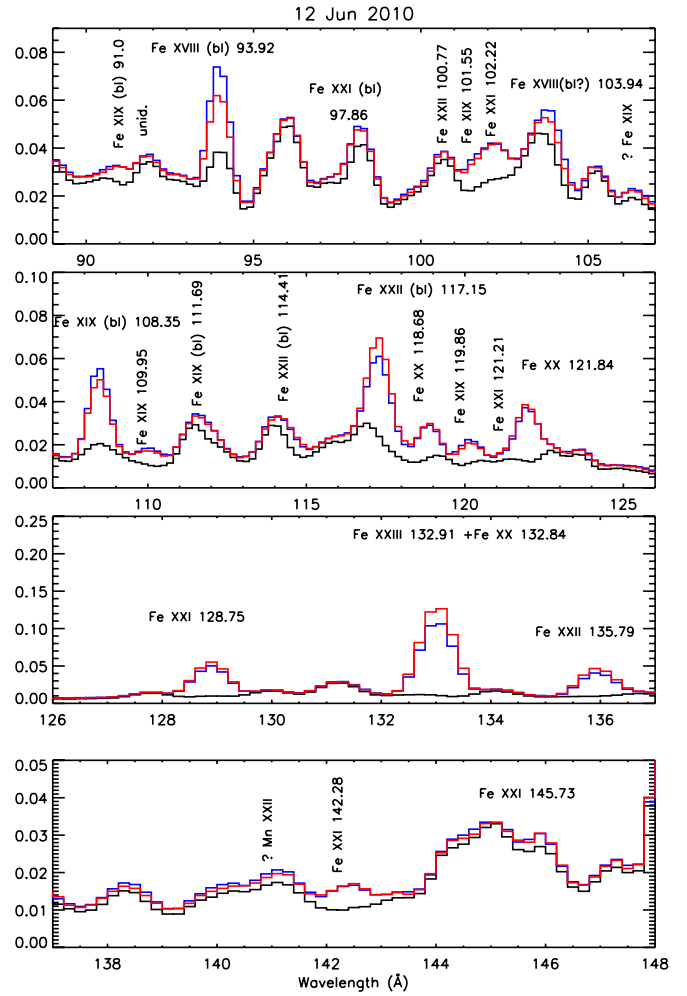 12 Jun 2010
0.08
0.06
0.04
0.02
0.00
Fe XIX (bl) 91.0
unid.
Fe XVIII (bl) 93.92
Fe XXI (bl)
97.86
Fe XXII 100.77
Fe XIX 101.55
Fe XXI 102.22
Fe XVIII(bl?) 103.94
? Fe XIX
90 95 100 105
0.10
0.08
0.06
0.04
0.02
0.00
Fe XIX (bl) 108.35
Fe XIX 109.95
Fe XIX (bl) 111.69
Fe XXII (bl) 114.41
Fe XXII (bl) 117.15
Fe XX 118.68
Fe XIX 119.86
Fe XXI 121.21
Fe XX 121.84
110 115 120 125
0.25
0.20
0.15
0.10
0.05
0.00
Fe XXI 128.75
Fe XXIII 132.91 +Fe XX 132.84
Fe XXII 135.79
126 128 130 132 134 136
0.05
0.04
0.03
0.02
0.01
0.00
? Mn XXII
Fe XXI 142.28
Fe XXI 145.73
138 140 142 144 146 148
Wavelength (Å)